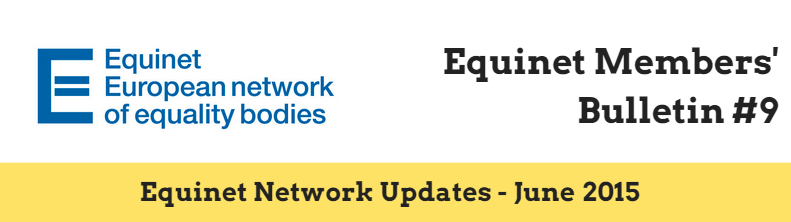 Equinet
European network
of equality bodies
Equinet Members'
Bulletin #9
Equinet Network Updates - June 2015